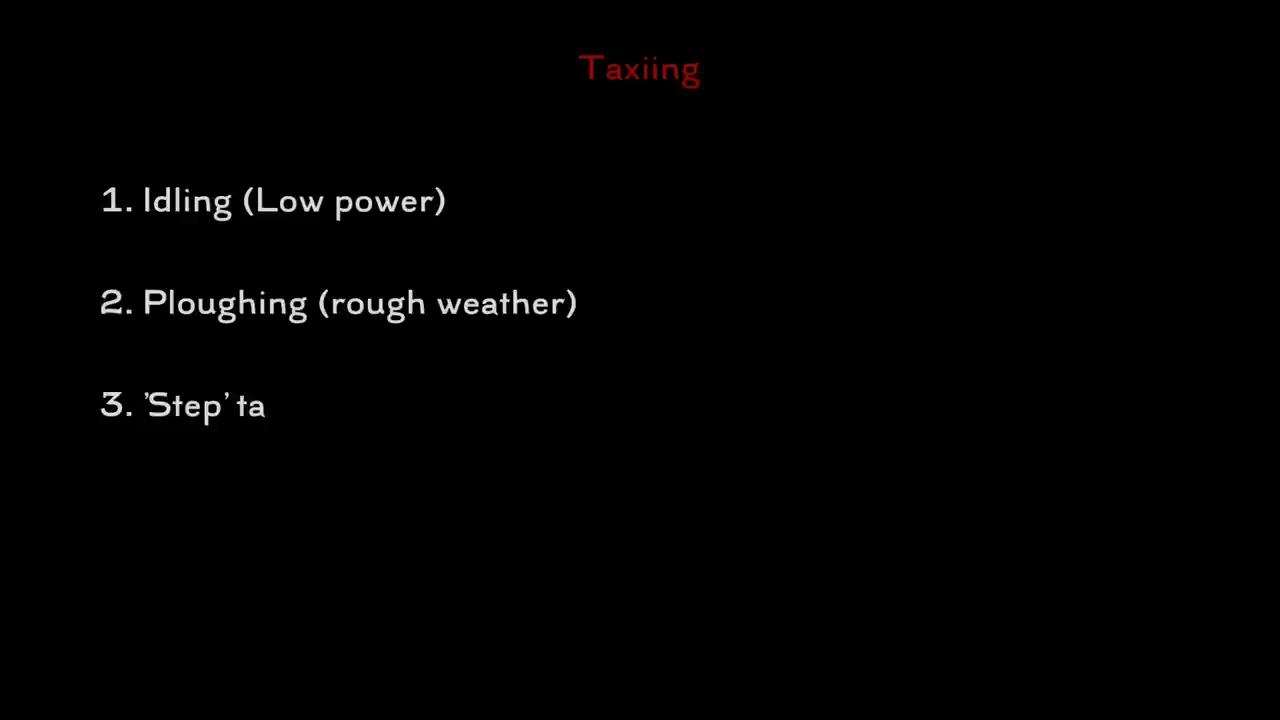 Taxiing
1. Idling (Low power)
2. Ploughing (rough weather)
3. 'Step' ta